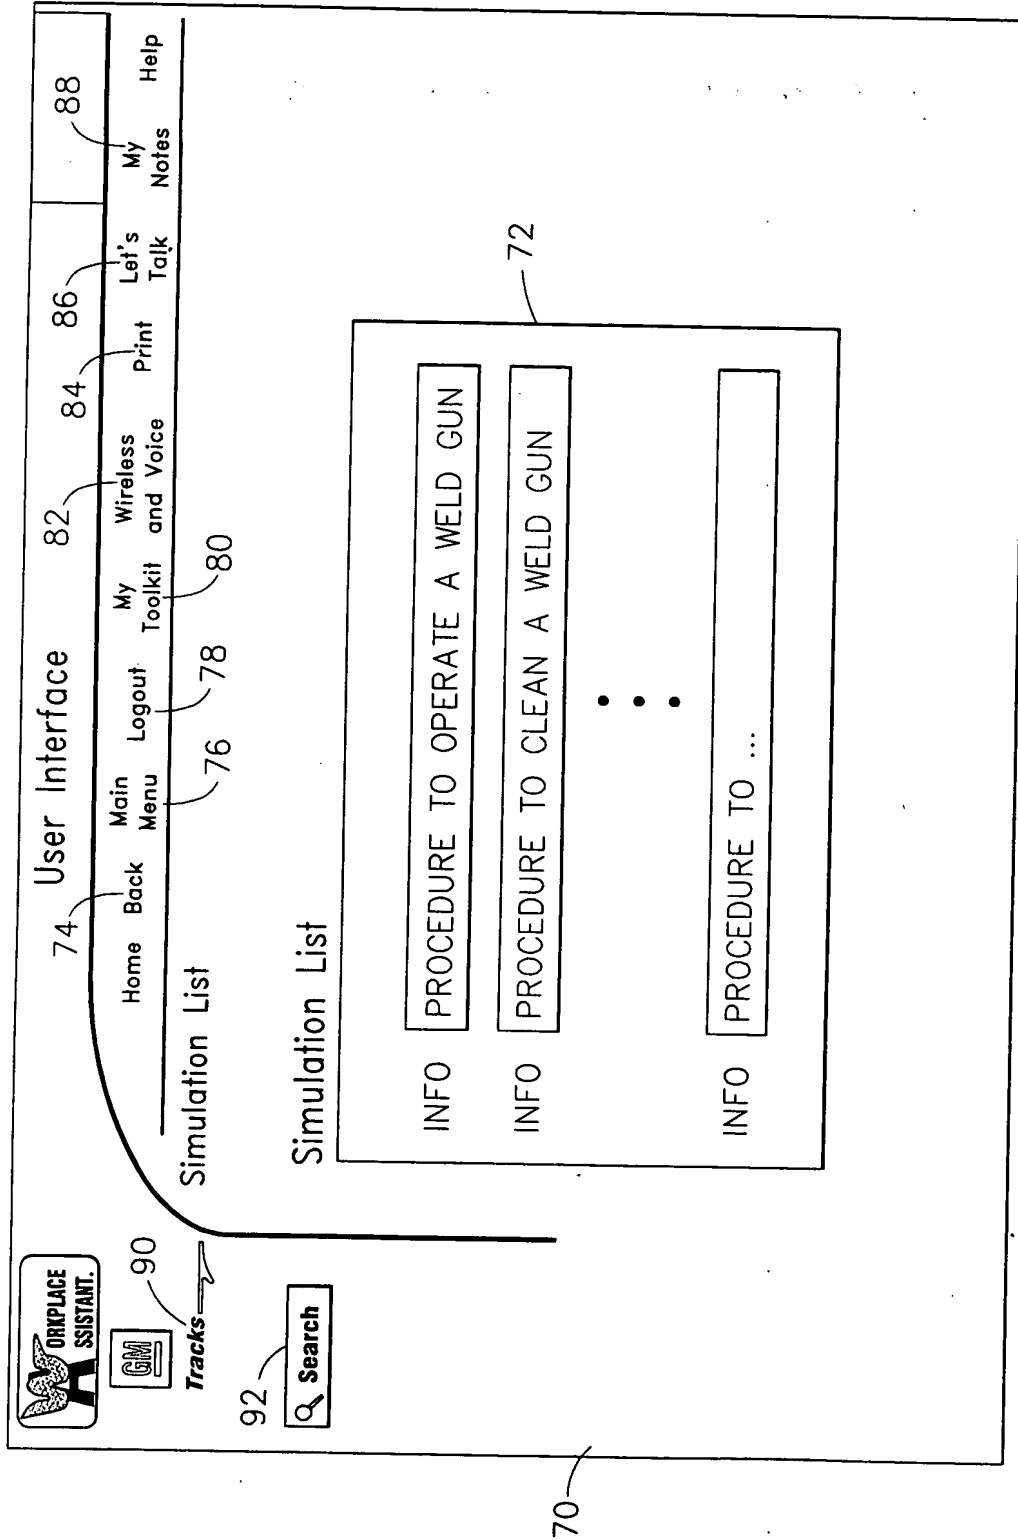 User Interface
WORKPLACE
ASSISTANT.
GM
Tracks
90
Search
92
74
82
84
86
88
Home Back Main Menu Logout My Toolkit Wireless and Voice Print Let's Talk My Notes Help
76
78
80
Simulation List
Simulation List
72
INFO PROCEDURE TO OPERATE A WELD GUN
INFO PROCEDURE TO CLEAN A WELD GUN
INFO PROCEDURE TO ...
70